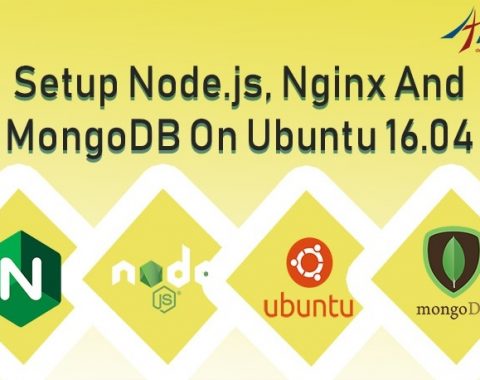 Setup Node.js, Nginx And
MongoDB On Ubuntu 16.04
N
node
JS
ubuntu
mongoD